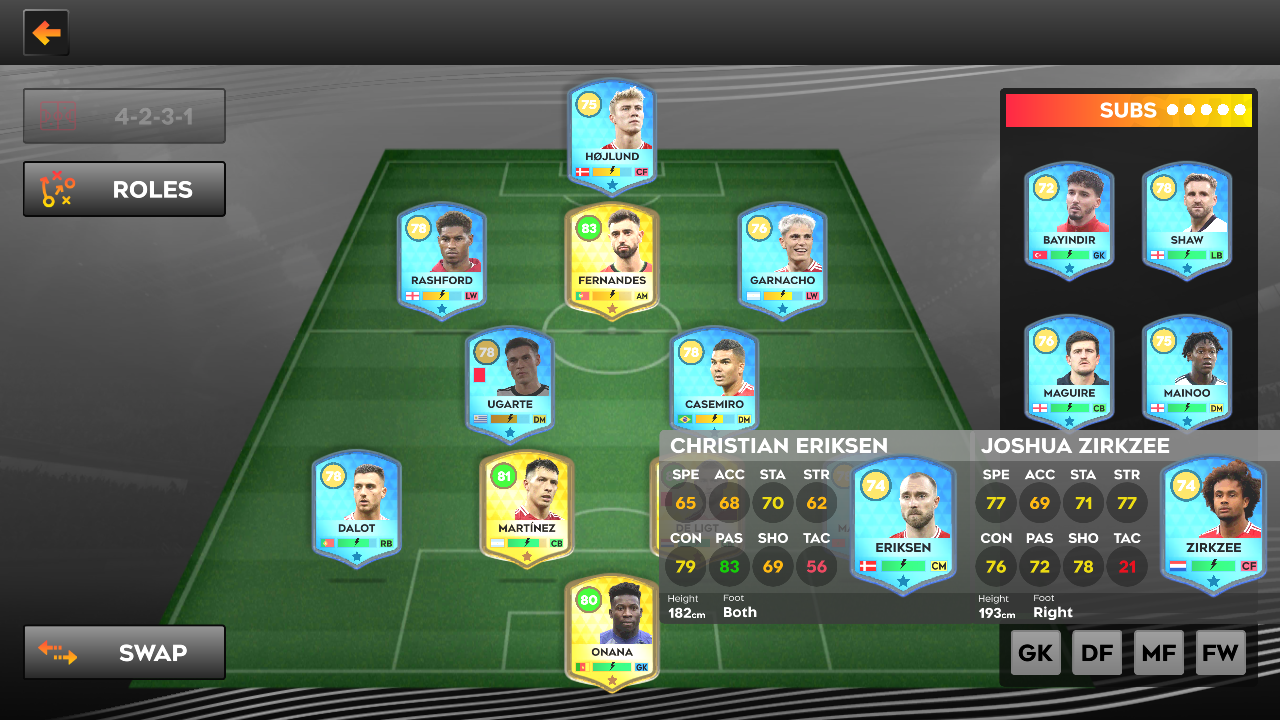 4-2-3-1
ROLES
SUBS
75
HØJLUND
CF
78
RASHFORD
LW
83
FERNANDES
AM
76
GARNACHO
LW
72
BAYINDIR
GK
78
SHAW
LB
78
UGARTE
DM
78
CASEMIRO
DM
76
MAGUIRE
CB
75
MAINOO
DM
78
DALOT
RB
81
MARTÍNEZ
CB
DE LIGT
80
ONANA
GK
CHRISTIAN ERIKSEN
SPE ACC STA STR
65 68 70 62
CON PAS SHO TAC
79 83 69 56
Height Foot
182cm Both
74
ERIKSEN
CM
JOSHUA ZIRKZEE
SPE ACC STA STR
77 69 71 77
CON PAS SHO TAC
76 72 78 21
Height Foot
193cm Right
74
ZIRKZEE
CF
SWAP
GK DF MF FW